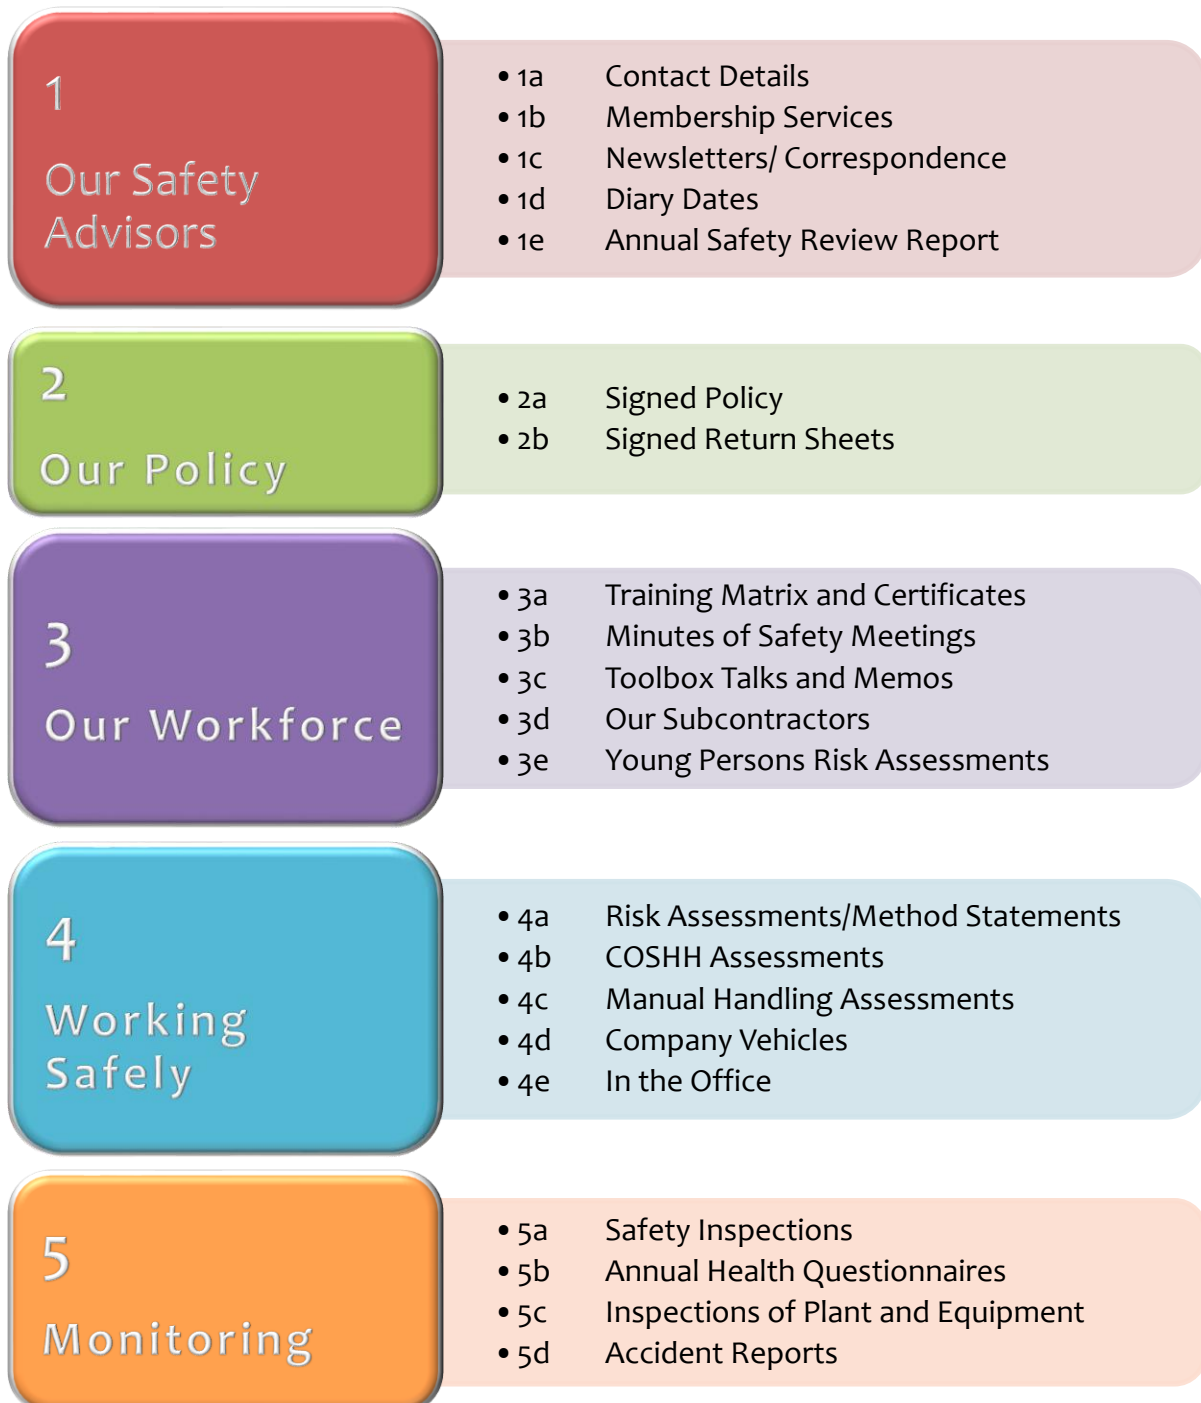 1
Our Safety
Advisors
• 1a Contact Details
• 1b Membership Services
• 1c Newsletters/ Correspondence
• 1d Diary Dates
• 1e Annual Safety Review Report
2
Our Policy
• 2a Signed Policy
• 2b Signed Return Sheets
3
Our Workforce
• 3a Training Matrix and Certificates
• 3b Minutes of Safety Meetings
• 3c Toolbox Talks and Memos
• 3d Our Subcontractors
• 3e Young Persons Risk Assessments
4
Working
Safely
• 4a Risk Assessments/Method Statements
• 4b COSHH Assessments
• 4c Manual Handling Assessments
• 4d Company Vehicles
• 4e In the Office
5
Monitoring
• 5a Safety Inspections
• 5b Annual Health Questionnaires
• 5c Inspections of Plant and Equipment
• 5d Accident Reports